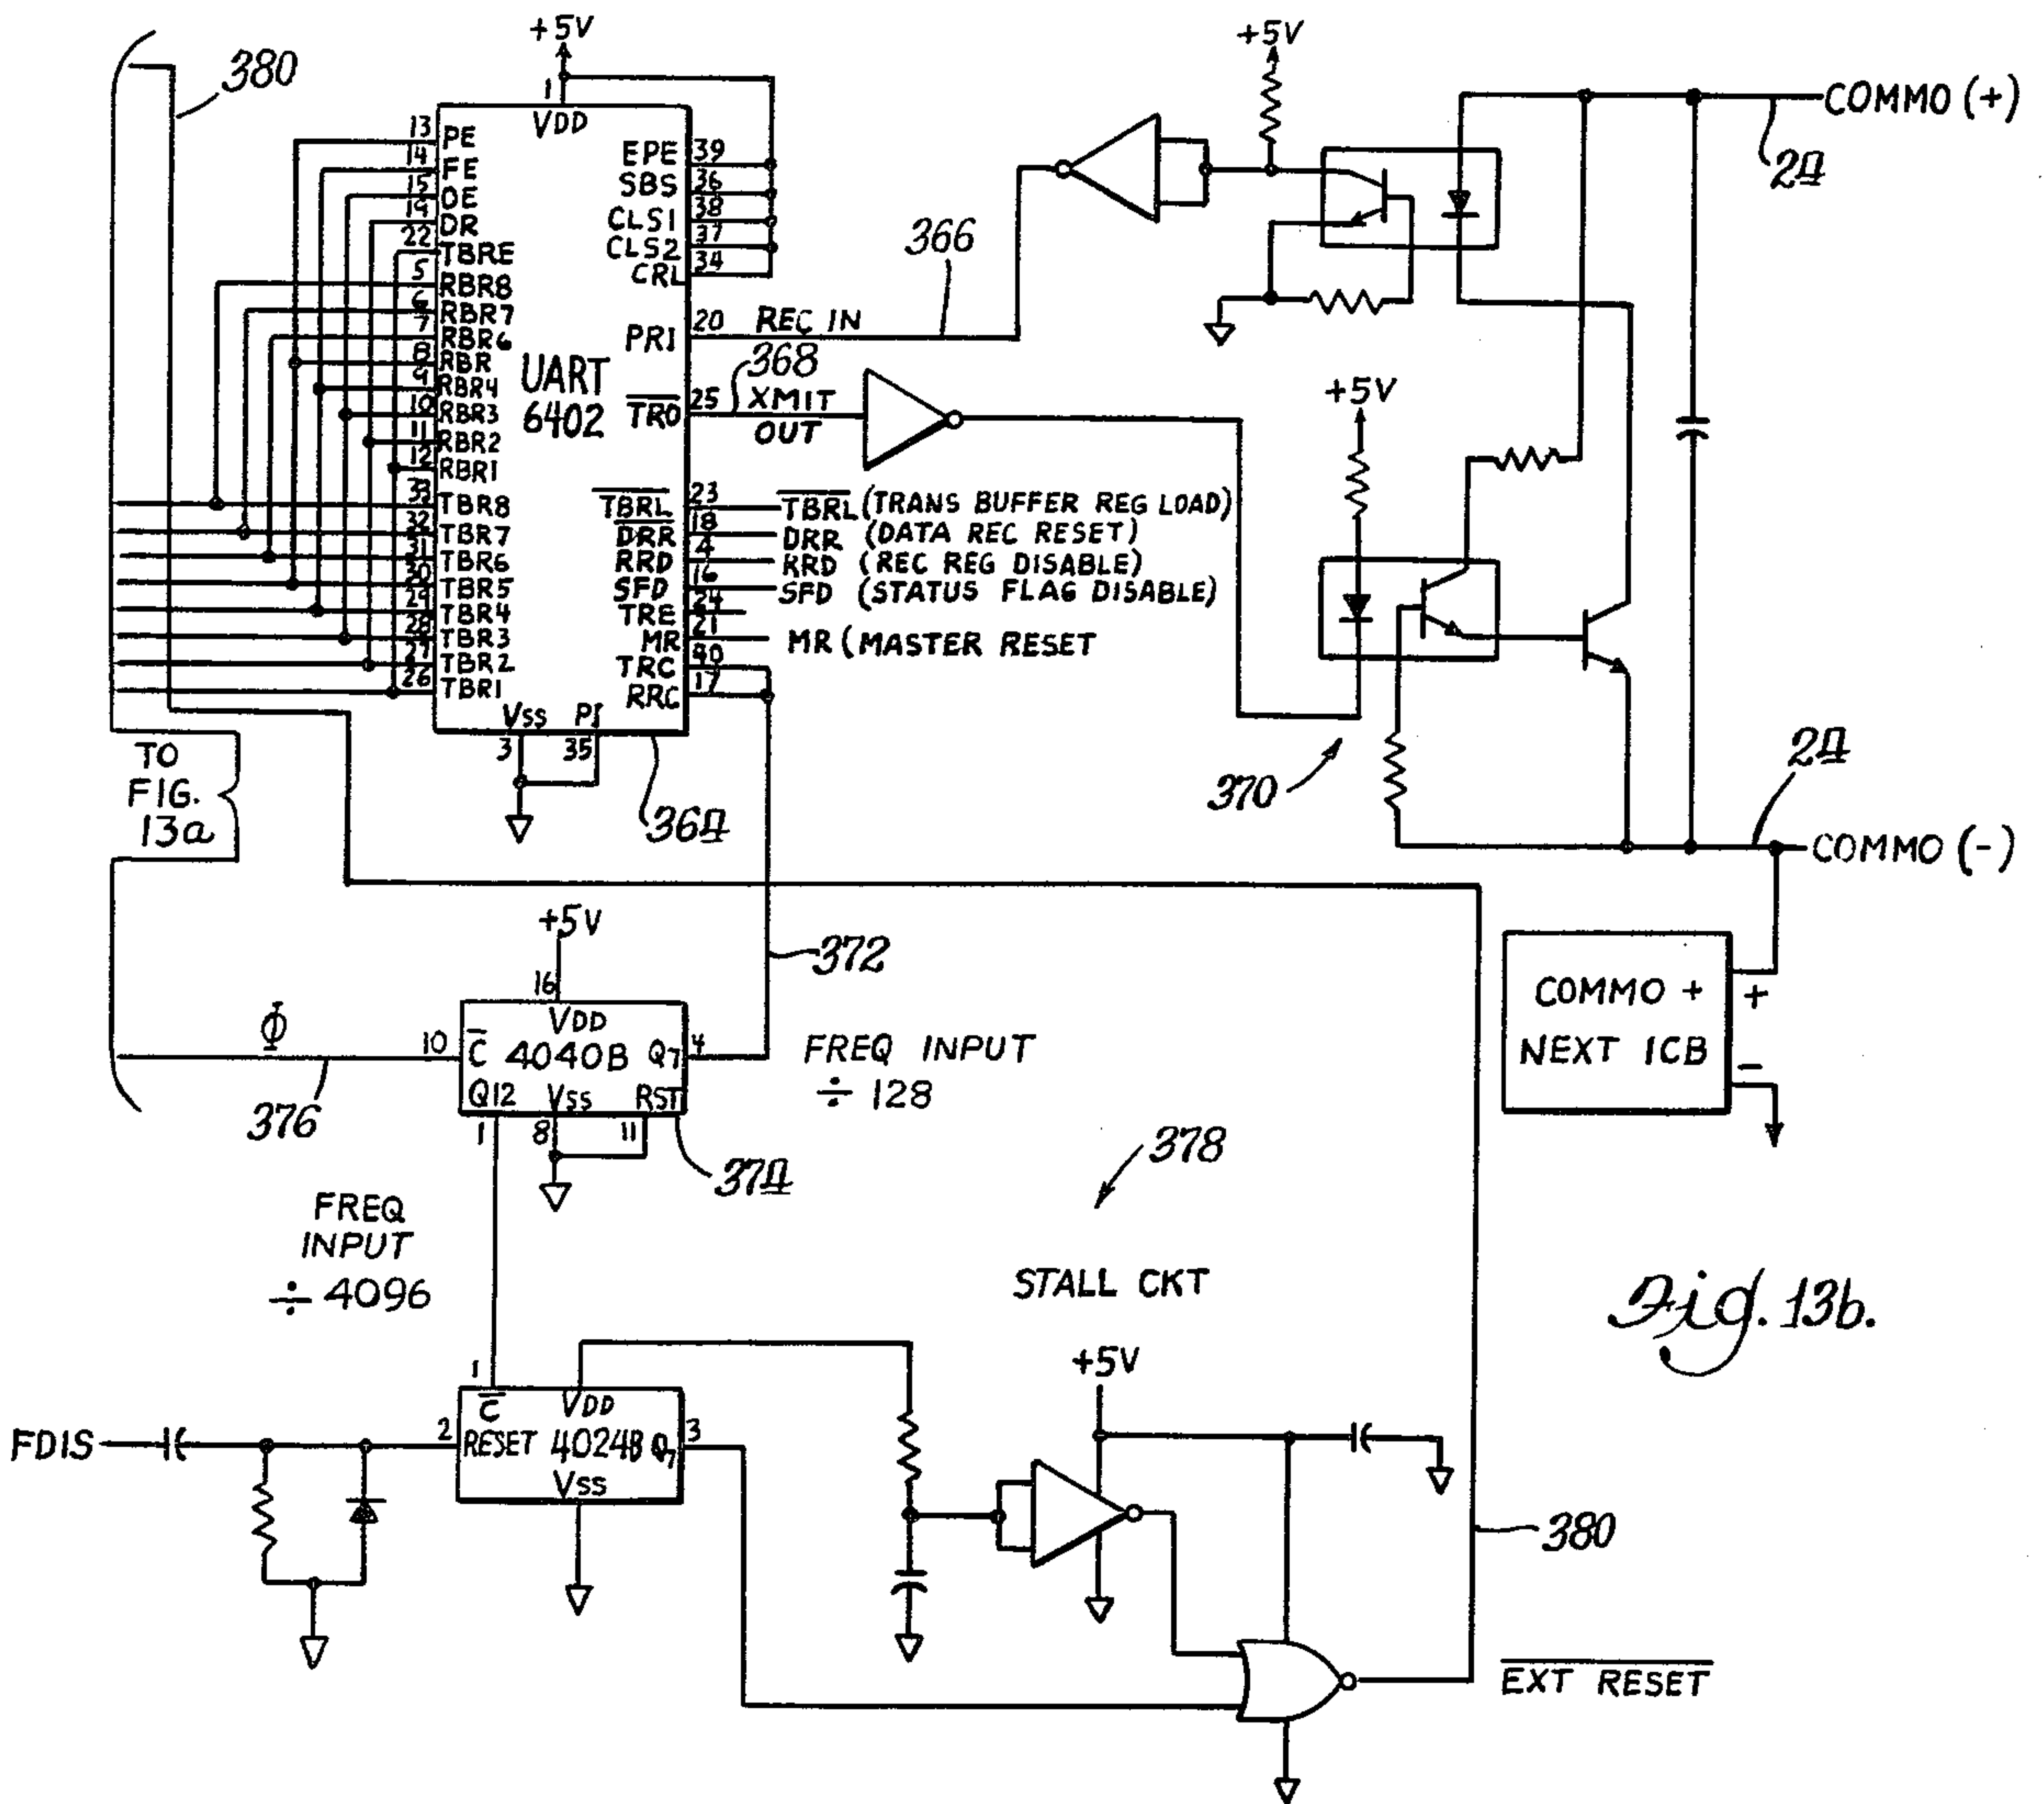 380
+5V
1
VDD
13 PE
14 FE
15 OE
19 DR
22 TBRE
5 RBR8
6 RBR7
7 RBR6
8 RBR
9 RBR4
10 RBR3
11 RBR2
12 RBR1
33 TBR8
32 TBR7
31 TBR6
30 TBR5
29 TBR4
28 TBR3
27 TBR2
26 TBR1
UART
6402
EPE 39
SBS 36
CLS1 38
CLS2 37
CRL 34
PRI 20 REC IN
366
368
TRO 25 XMIT
OUT
TBRL 23 TBRL (TRANS BUFFER REG LOAD)
DRR 18 DRR (DATA REC RESET)
RRD 4 RRD (REC REG DISABLE)
SFD 16 SFD (STATUS FLAG DISABLE)
TRE 24
MR 21 MR (MASTER RESET
TRC 40
RRC 17
VSS PI
3 35
364
+5V
COMMO (+)
24
+5V
370
24
COMMO (-)
TO
FIG.
13a
COMMO +
NEXT ICB
+
-
372
+5V
16
VDD
Φ
10 C 4040B Q7 4
Q12 VSS RST
1 8 11
376
374
FREQ INPUT
÷ 128
378
FREQ
INPUT
÷ 4096
STALL CKT
Fig. 13b.
1
C VDD
FDIS
2 RESET 4024B Q7 3
VSS
+5V
380
EXT RESET